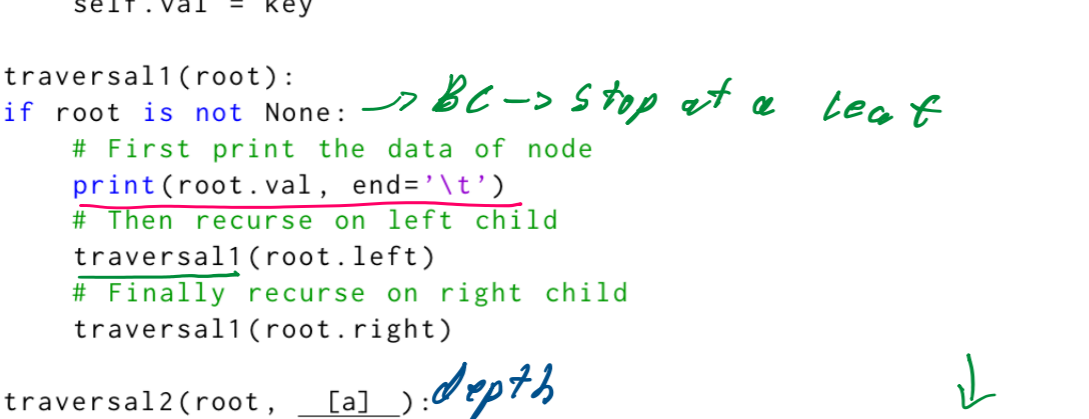 self.val = key
traversal1(root):
if root is not None: -> BC -> Stop at a leaf
# First print the data of node
print(root.val, end='\t')
# Then recurse on left child
traversal1(root.left)
# Finally recurse on right child
traversal1(root.right)
traversal2(root, __[a]__): depth